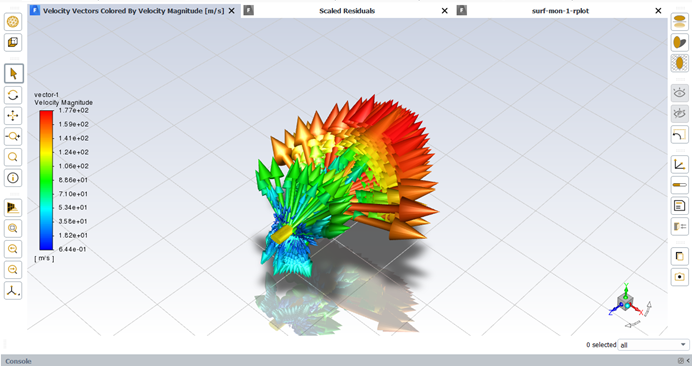 Velocity Vectors Colored By Velocity Magnitude [m/s]
Scaled Residuals
surf-mon-1-rplot
vector-1
Velocity Magnitude
1.77e+02
1.59e+02
1.41e+02
1.24e+02
1.06e+02
8.86e+01
7.10e+01
5.34e+01
3.58e+01
1.82e+01
6.44e-01
[ m/s ]
0 selected all
Console